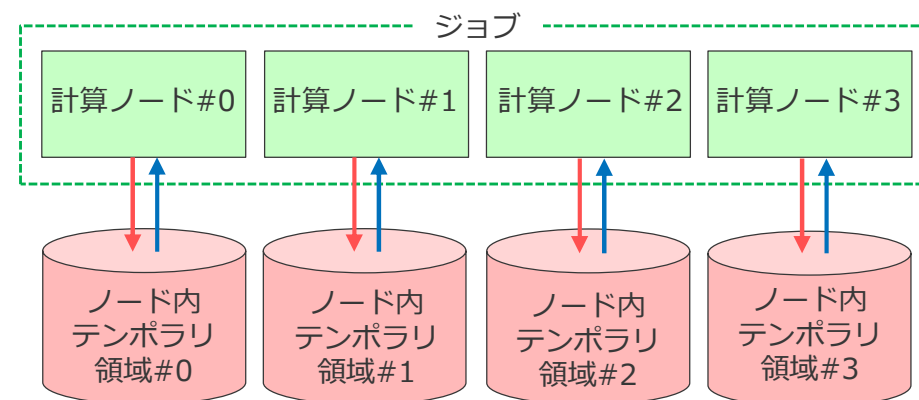 ジョブ
計算ノード#0
計算ノード#1
計算ノード#2
計算ノード#3
ノード内
テンポラリ
領域#0
ノード内
テンポラリ
領域#1
ノード内
テンポラリ
領域#2
ノード内
テンポラリ
領域#3